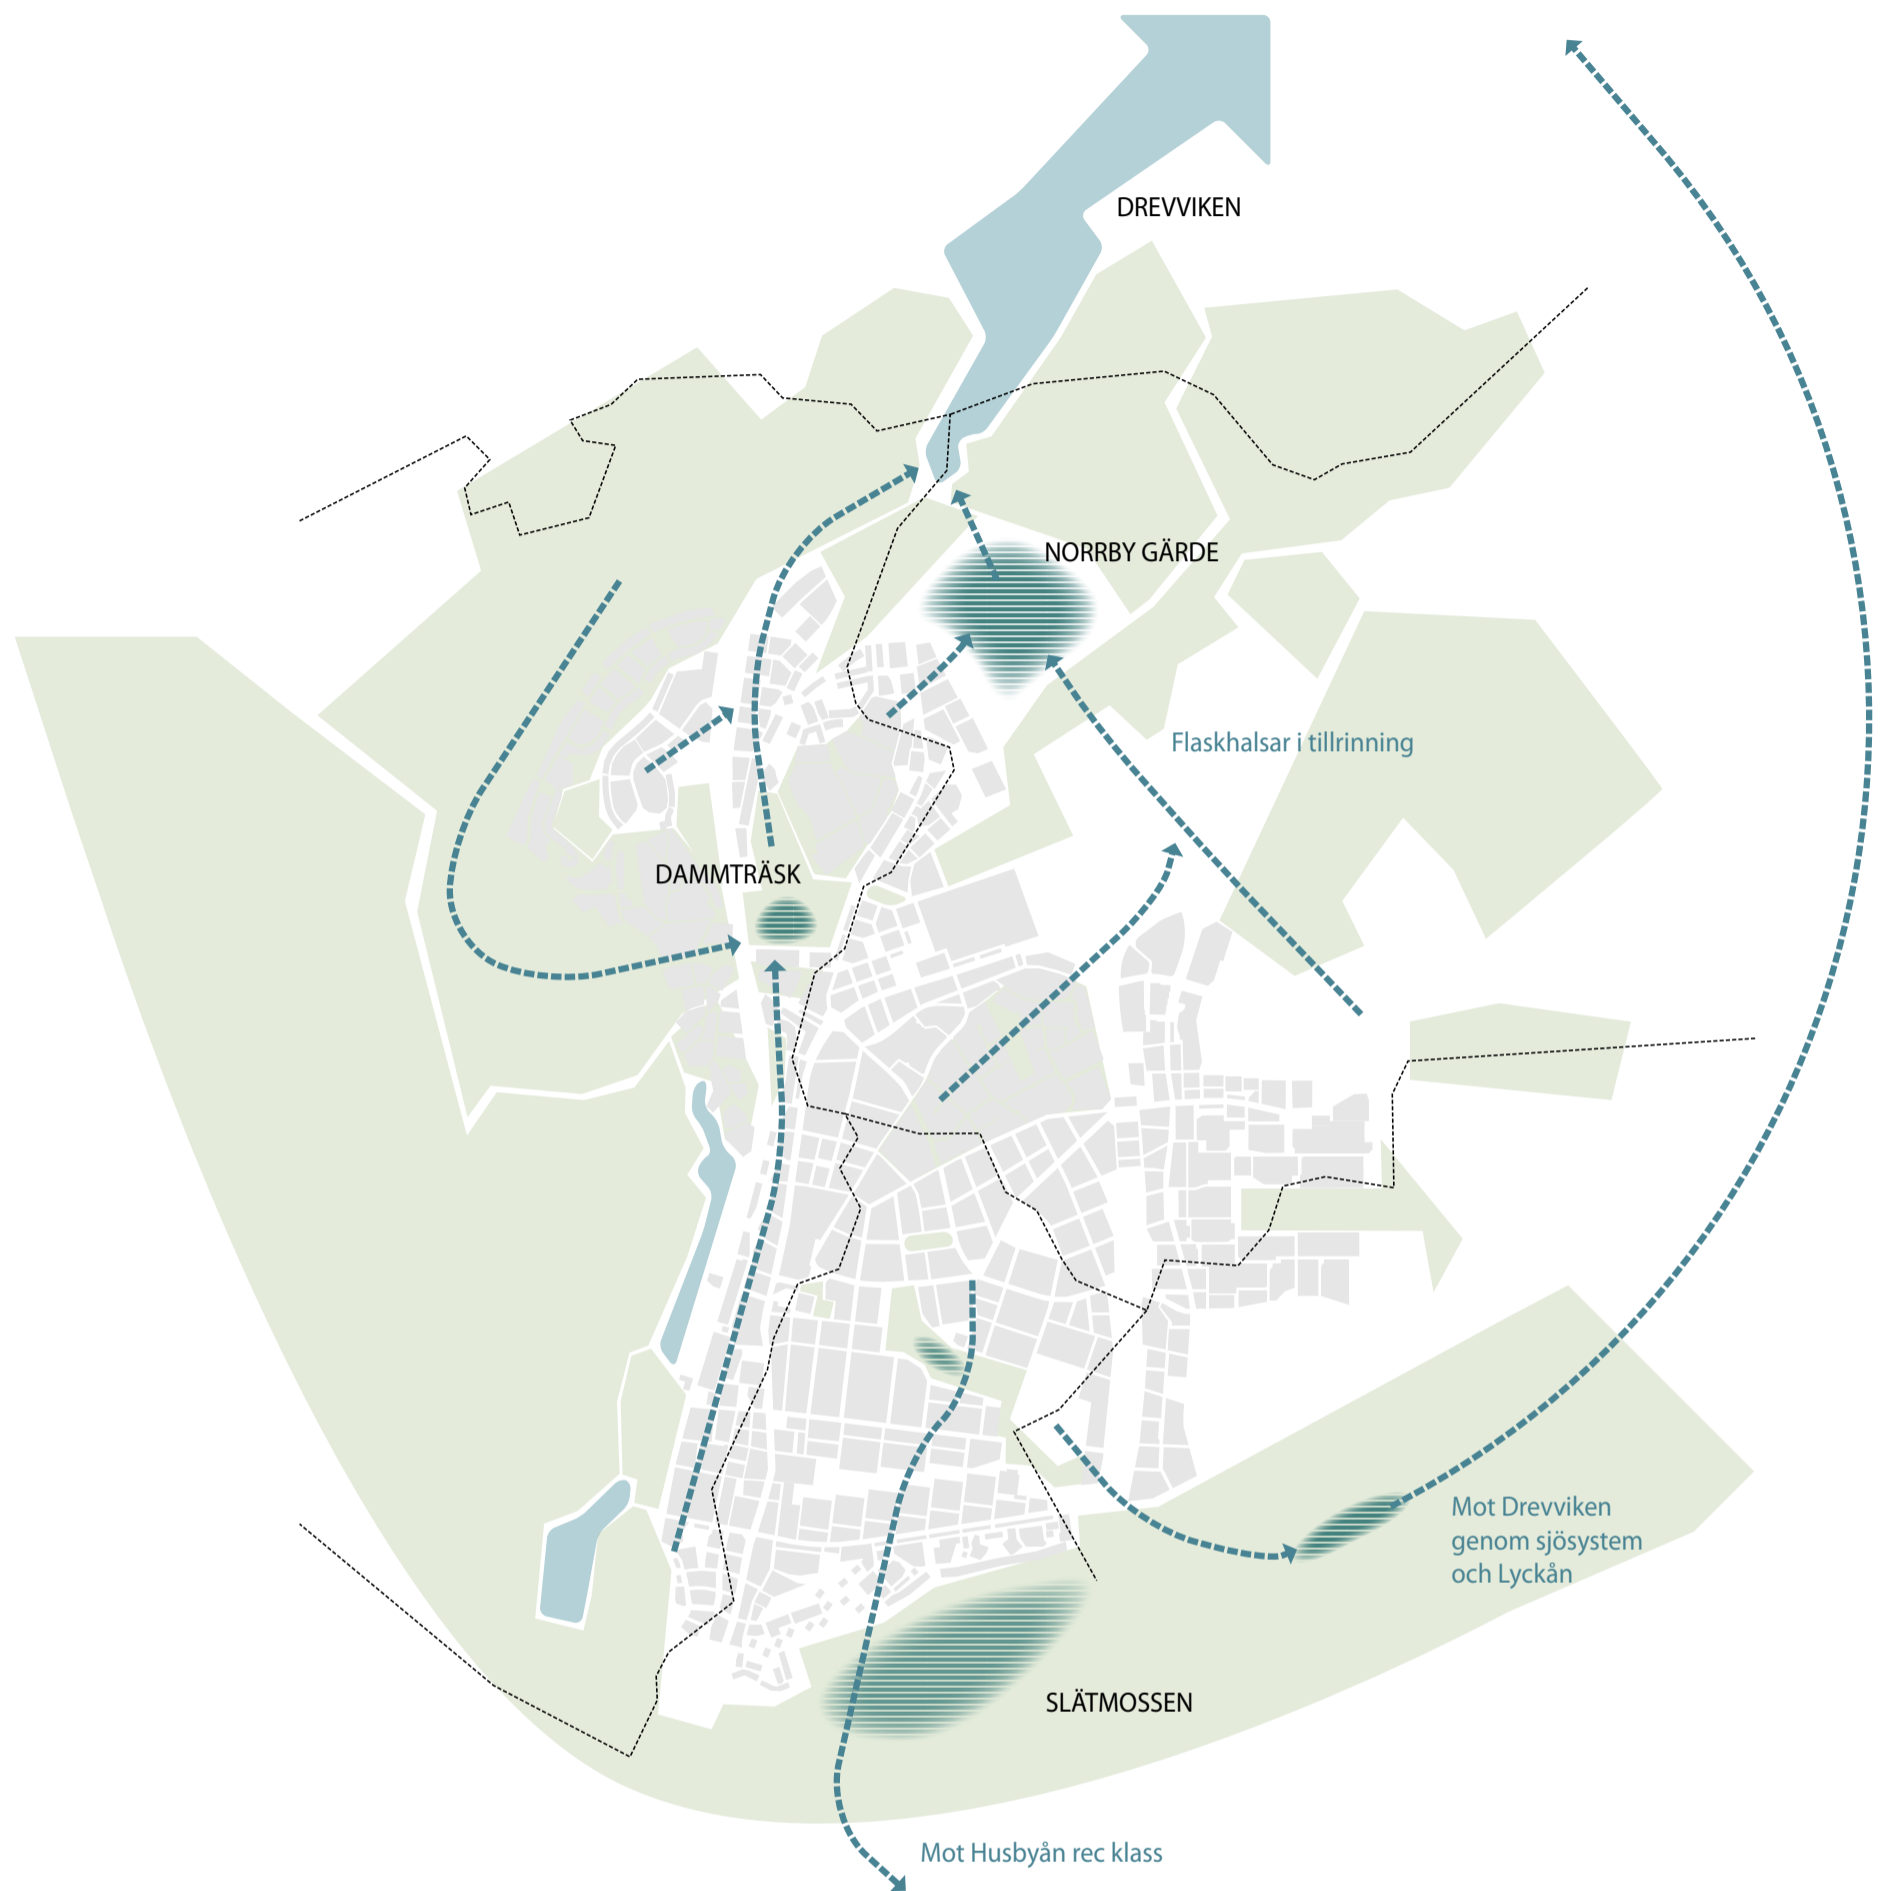 DREVVIKEN
NORRBY GÄRDE
Flaskhalsar i tillrinning
DAMMTRÄSK
Mot Drevviken
genom sjösystem
och Lyckån
SLÄTMOSSEN
Mot Husbyån rec klass